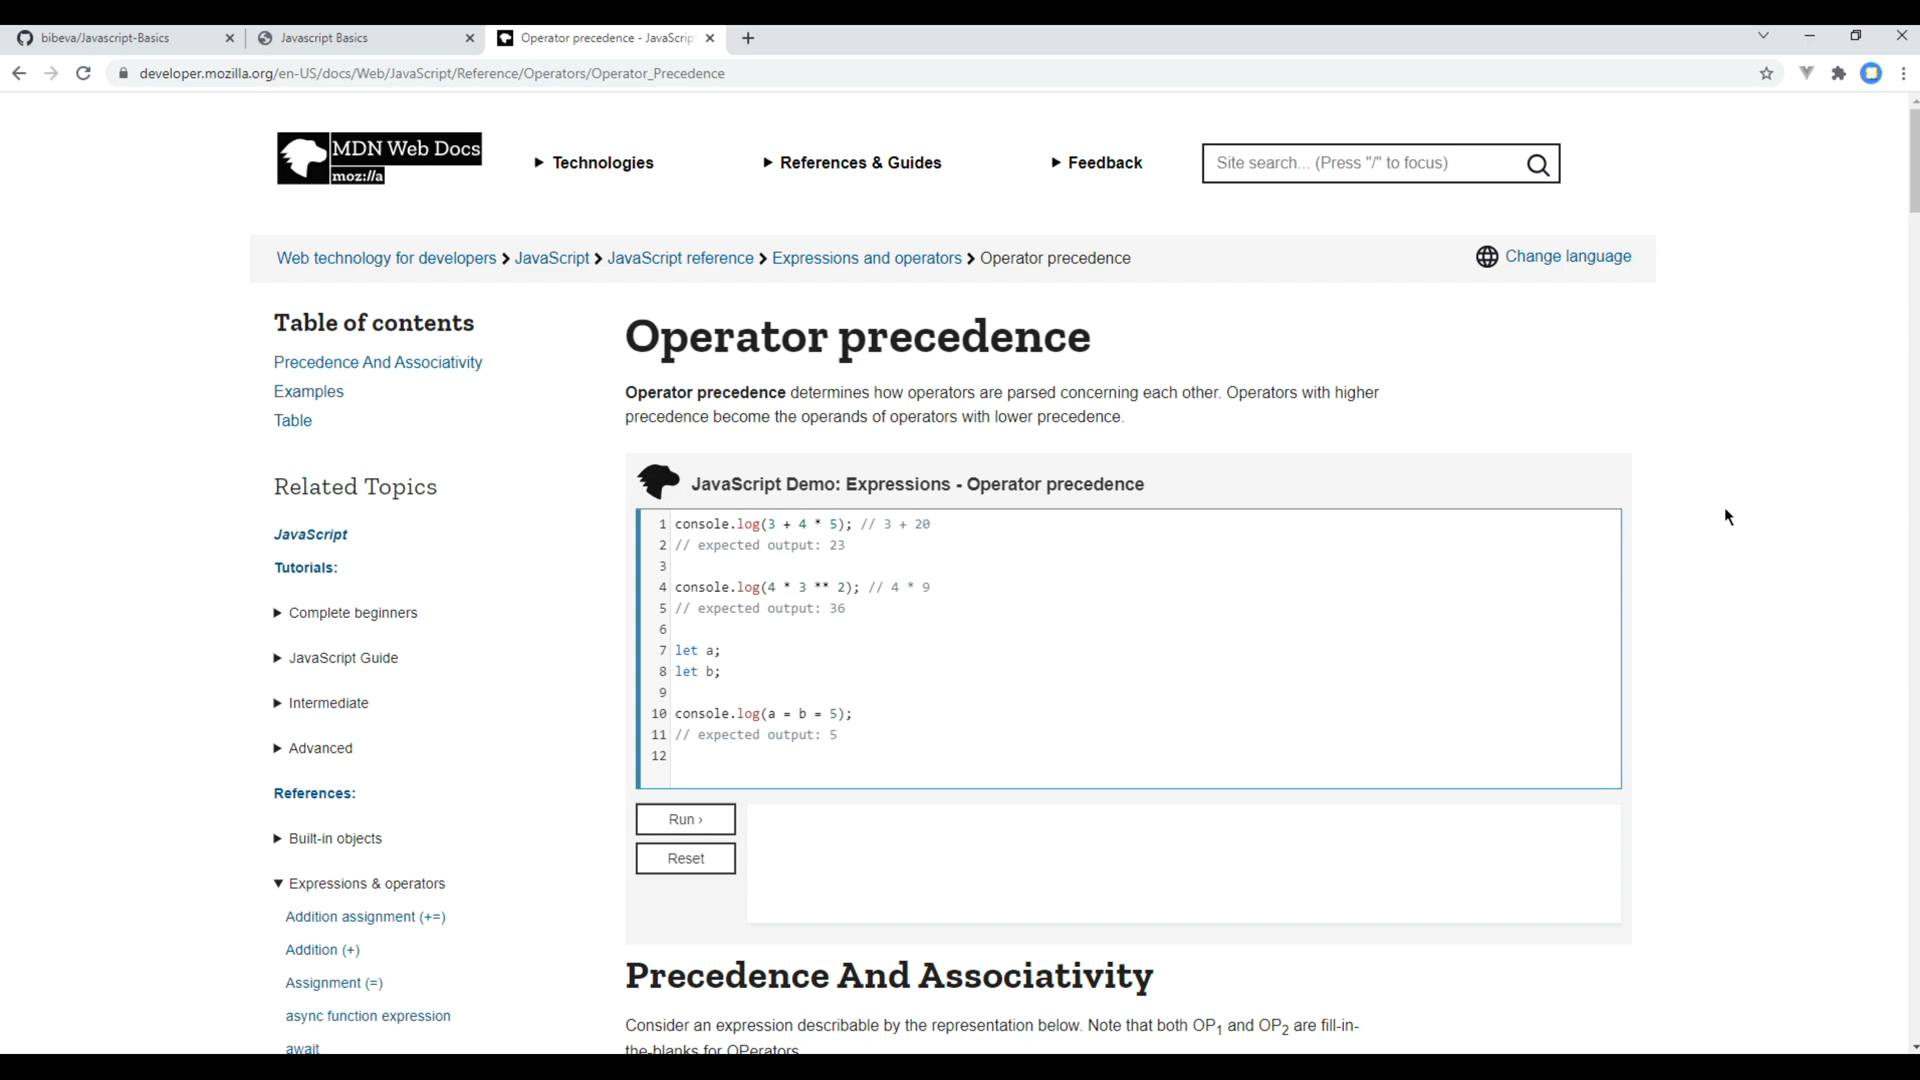 bibeva/Javascript-Basics
Javascript Basics
Operator precedence - JavaScrip
developer.mozilla.org/en-US/docs/Web/JavaScript/Reference/Operators/Operator_Precedence
MDN Web Docs
moz://a
Technologies
References & Guides
Feedback
Site search... (Press "/" to focus)
Web technology for developers > JavaScript > JavaScript reference > Expressions and operators > Operator precedence
Change language
Table of contents
Precedence And Associativity
Examples
Table
Related Topics
JavaScript
Tutorials:
Complete beginners
JavaScript Guide
Intermediate
Advanced
References:
Built-in objects
Expressions & operators
Addition assignment (+=)
Addition (+)
Assignment (=)
async function expression
await
Operator precedence
Operator precedence determines how operators are parsed concerning each other. Operators with higher
precedence become the operands of operators with lower precedence.
JavaScript Demo: Expressions - Operator precedence
1 console.log(3 + 4 * 5); // 3 + 20
2 // expected output: 23
3
4 console.log(4 * 3 ** 2); // 4 * 9
5 // expected output: 36
6
7 let a;
8 let b;
9
10 console.log(a = b = 5);
11 // expected output: 5
12
Run ›
Reset
Precedence And Associativity
Consider an expression describable by the representation below. Note that both OP1 and OP2 are fill-in-
the-blanks for OPerators.